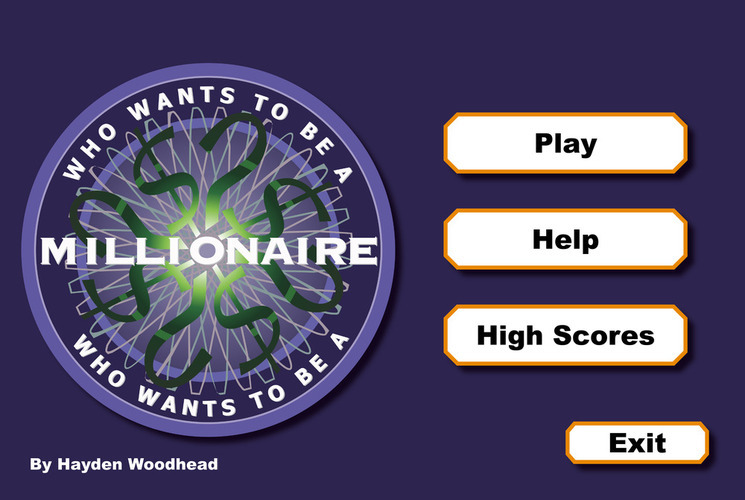 WHO WANTS TO BE A
MILLIONAIRE
WHO WANTS TO BE A
By Hayden Woodhead
Play
Help
High Scores
Exit